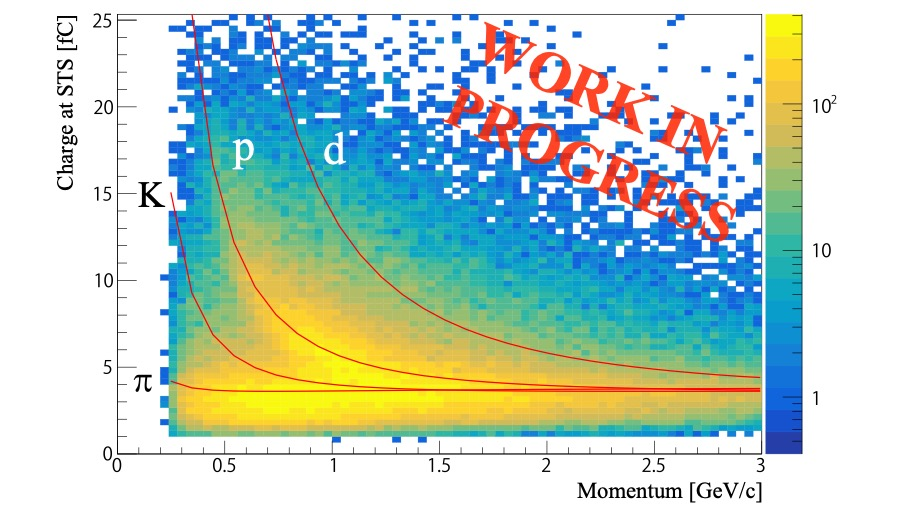 Charge at STS [fC]
25
20
15
10
5
0
K
π
p
d
WORK IN
PROGRESS
10²
10
1
0
0.5
1
1.5
2
2.5
3
Momentum [GeV/c]